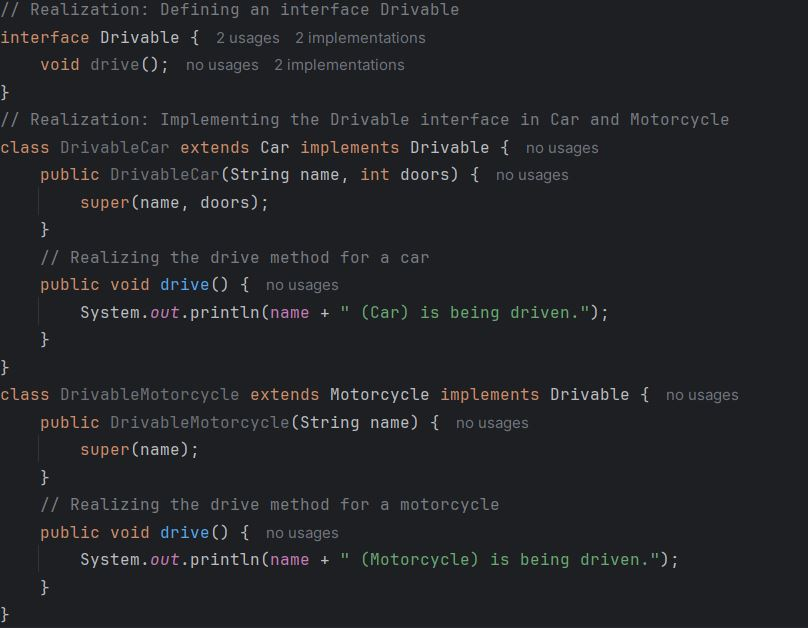 // Realization: Defining an interface Drivable
interface Drivable {  2 usages  2 implementations
    void drive();  no usages  2 implementations
}
// Realization: Implementing the Drivable interface in Car and Motorcycle
class DrivableCar extends Car implements Drivable {  no usages
    public DrivableCar(String name, int doors) {  no usages
        super(name, doors);
    }
    // Realizing the drive method for a car
    public void drive() {  no usages
        System.out.println(name + " (Car) is being driven.");
    }
}
class DrivableMotorcycle extends Motorcycle implements Drivable {  no usages
    public DrivableMotorcycle(String name) {  no usages
        super(name);
    }
    // Realizing the drive method for a motorcycle
    public void drive() {  no usages
        System.out.println(name + " (Motorcycle) is being driven.");
    }
}